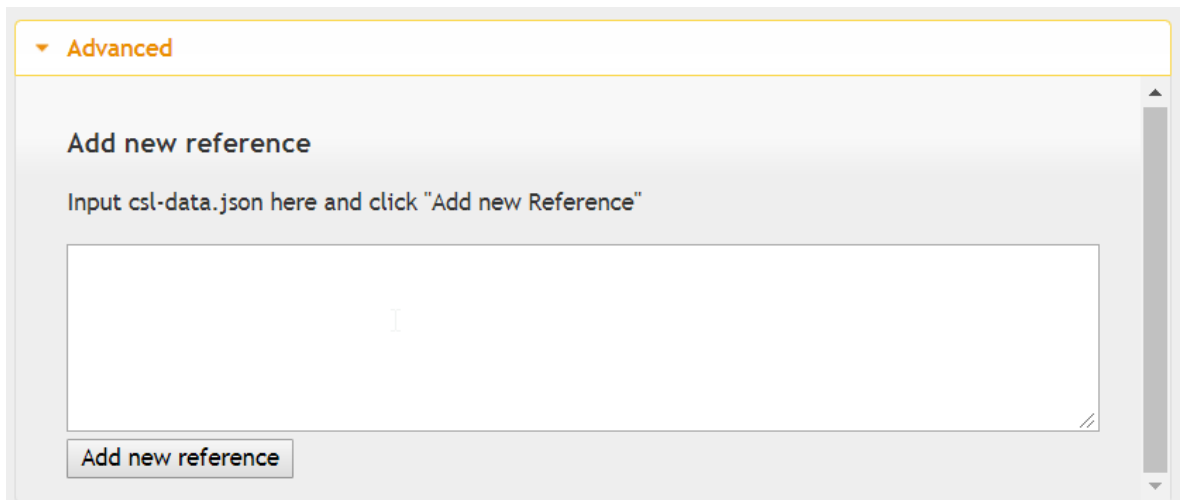 Advanced
Add new reference
Input csl-data.json here and click "Add new Reference"
Add new reference